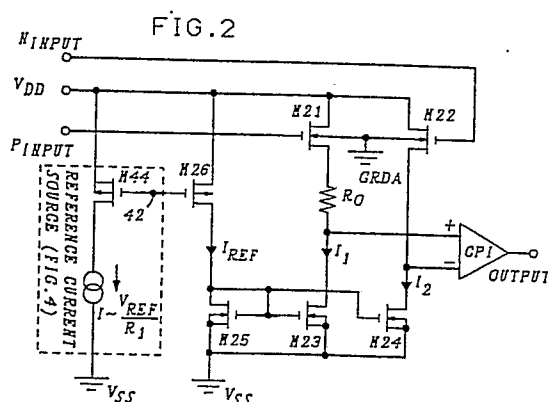 FIG.2
NINPUT
VDD
PINPUT
M21
M22
M44
M26
GRDA
RO
42
REFERENCE CURRENT
SOURCE (FIG.4)
IREF
I1
I2
+
−
CPI
OUTPUT
I~ VREF
R1
M25
M23
M24
VSS
VSS